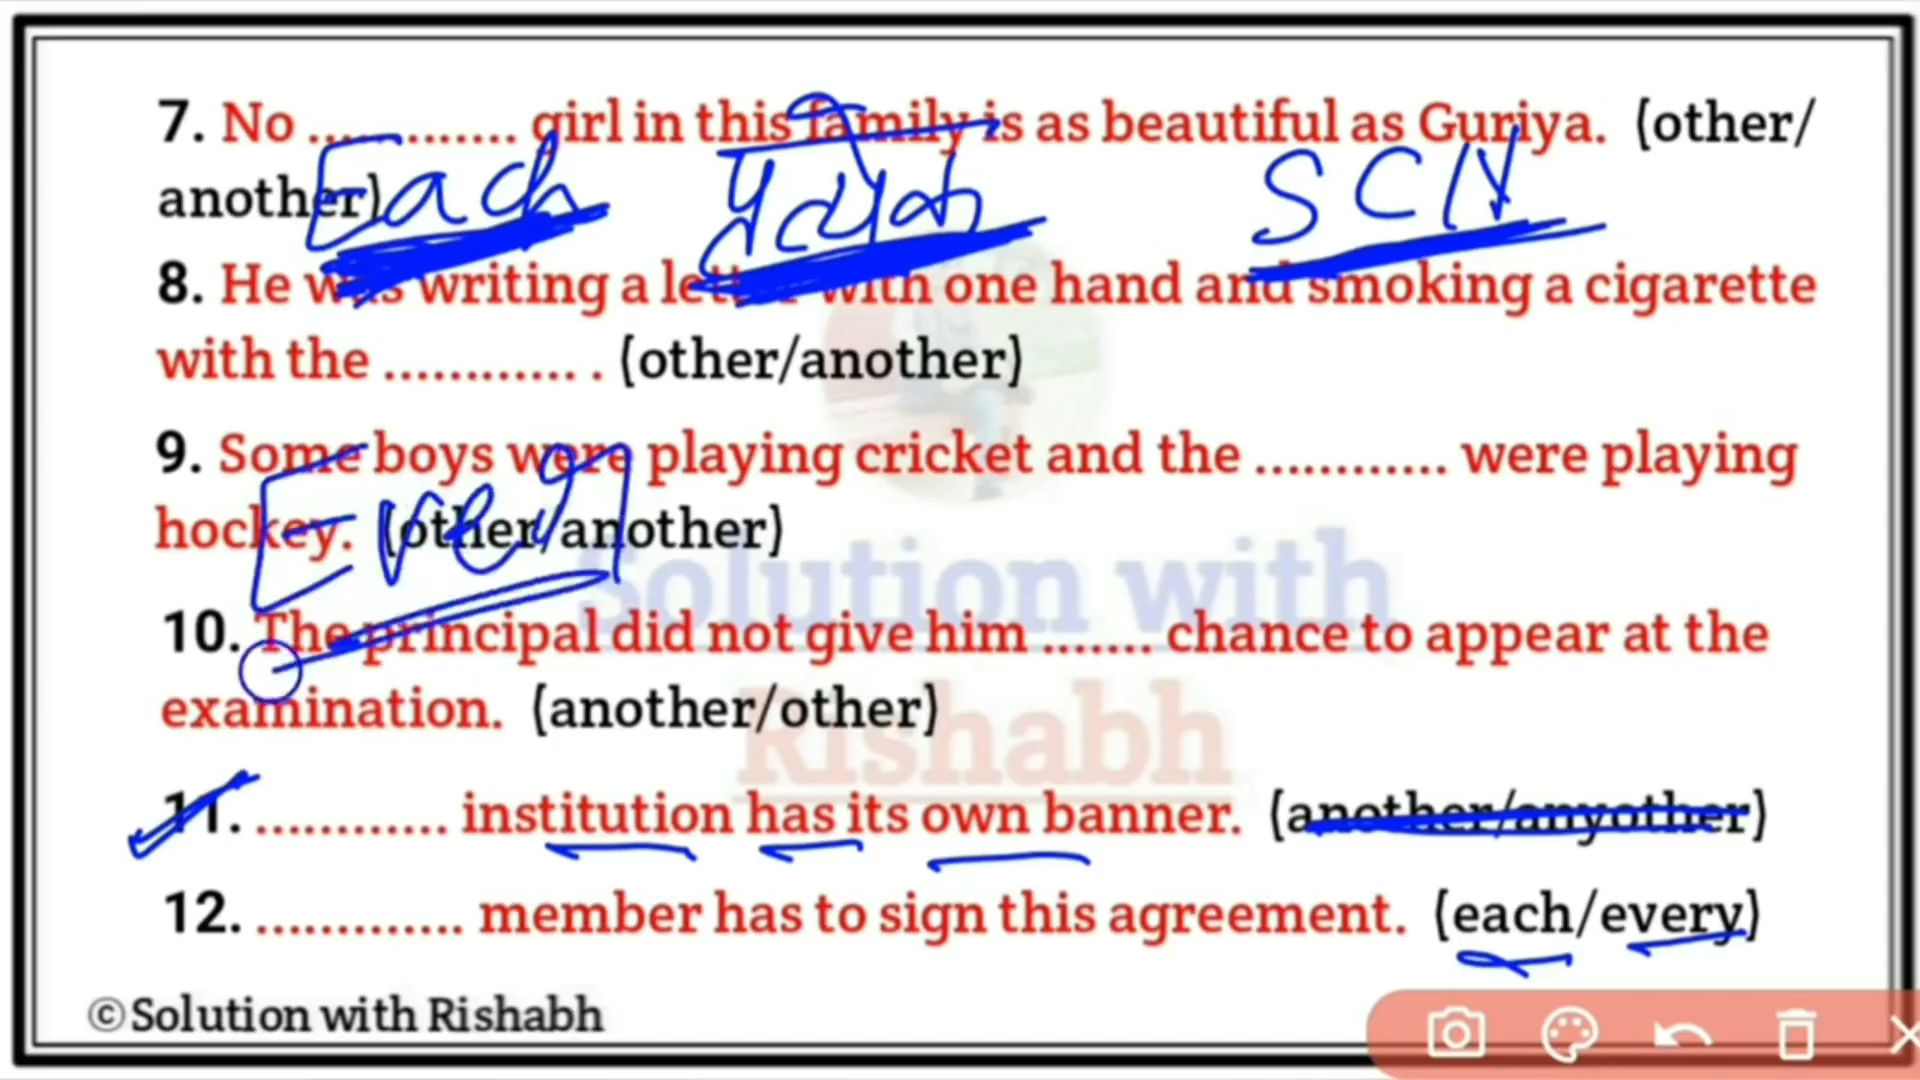 7. No ............ girl in this family is as beautiful as Guriya. (other/
another)
Each प्रत्येक SCN
8. He was writing a letter with one hand and smoking a cigarette
with the ............ . (other/another)
9. Some boys were playing cricket and the ............ were playing
hockey. (other/another)
Every
10. The principal did not give him ....... chance to appear at the
examination. (another/other)
11. ............ institution has its own banner. (another/anyother)
12. ............. member has to sign this agreement. (each/every)
Solution with
Rishabh
©Solution with Rishabh